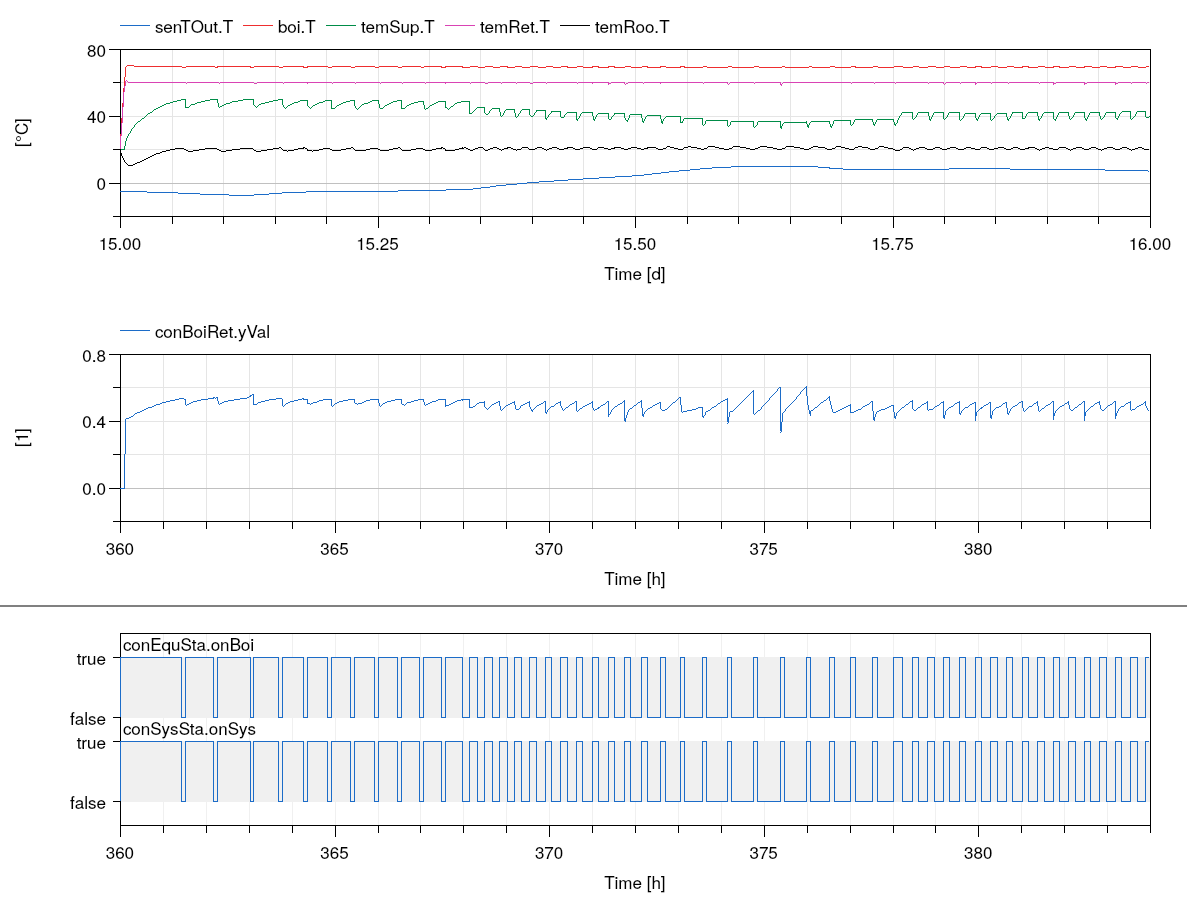 senTOut.T boi.T temSup.T temRet.T temRoo.T
80
40
0
[°C]
15.00 15.25 15.50 15.75 16.00
Time [d]
conBoiRet.yVal
0.8
0.4
0.0
[1]
360 365 370 375 380
Time [h]
conEquSta.onBoi
true
false
conSysSta.onSys
true
false
360 365 370 375 380
Time [h]